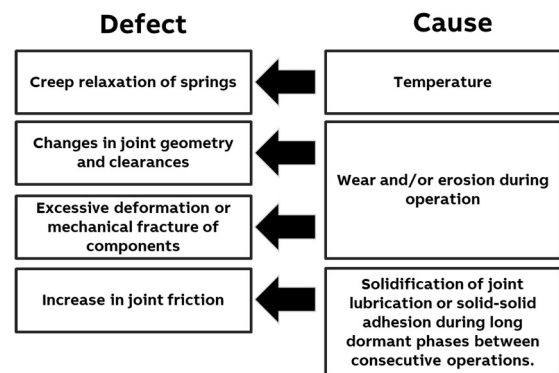 Defect
Cause
Creep relaxation of springs
Temperature
Changes in joint geometry
and clearances
Wear and/or erosion during
operation
Excessive deformation or
mechanical fracture of
components
Increase in joint friction
Solidification of joint
lubrication or solid-solid
adhesion during long
dormant phases between
consecutive operations.